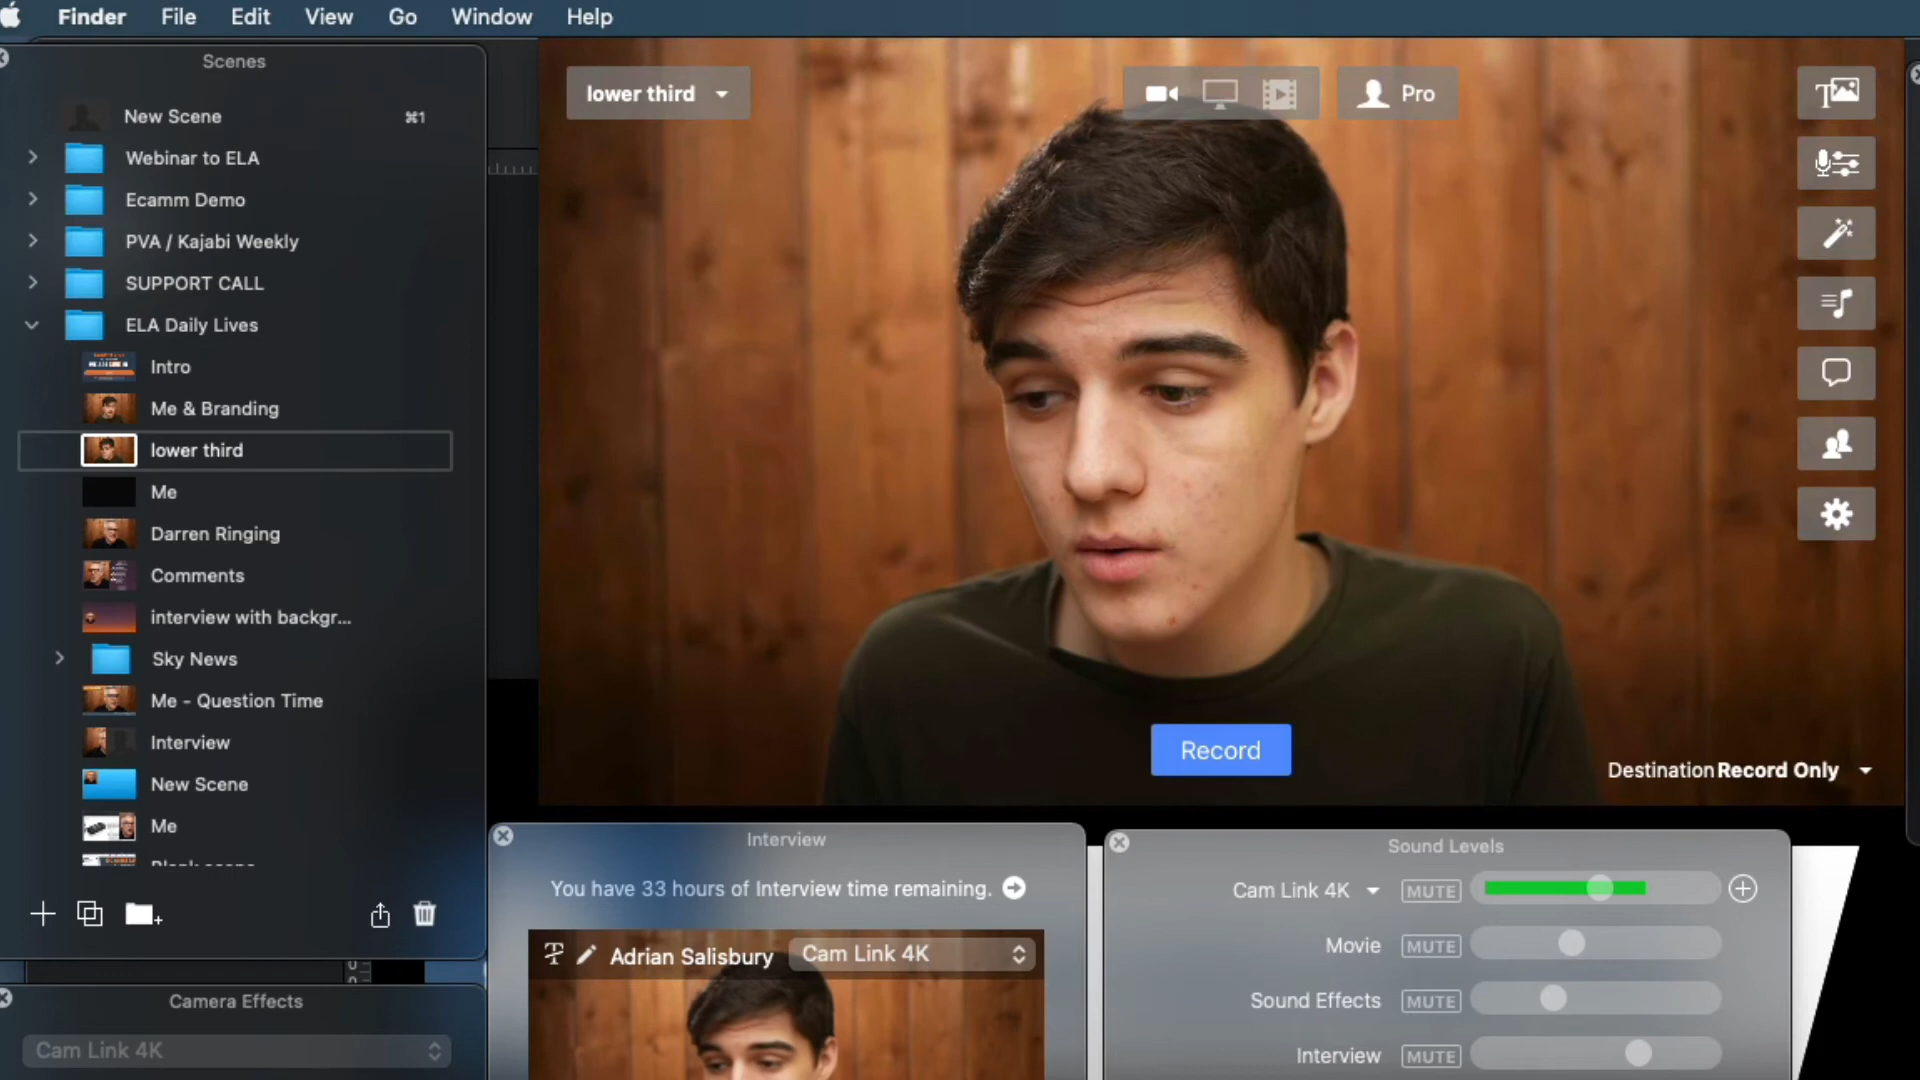 Finder File Edit View Go Window Help
Scenes
New Scene ⌘1
Webinar to ELA
Ecamm Demo
PVA / Kajabi Weekly
SUPPORT CALL
ELA Daily Lives
Intro
Me & Branding
lower third
Me
Darren Ringing
Comments
interview with backgr...
Sky News
Me - Question Time
Interview
New Scene
Me
Camera Effects
Cam Link 4K
lower third
Pro
Record
Destination Record Only
Interview
You have 33 hours of Interview time remaining.
Adrian Salisbury Cam Link 4K
Sound Levels
Cam Link 4K MUTE
Movie MUTE
Sound Effects MUTE
Interview MUTE